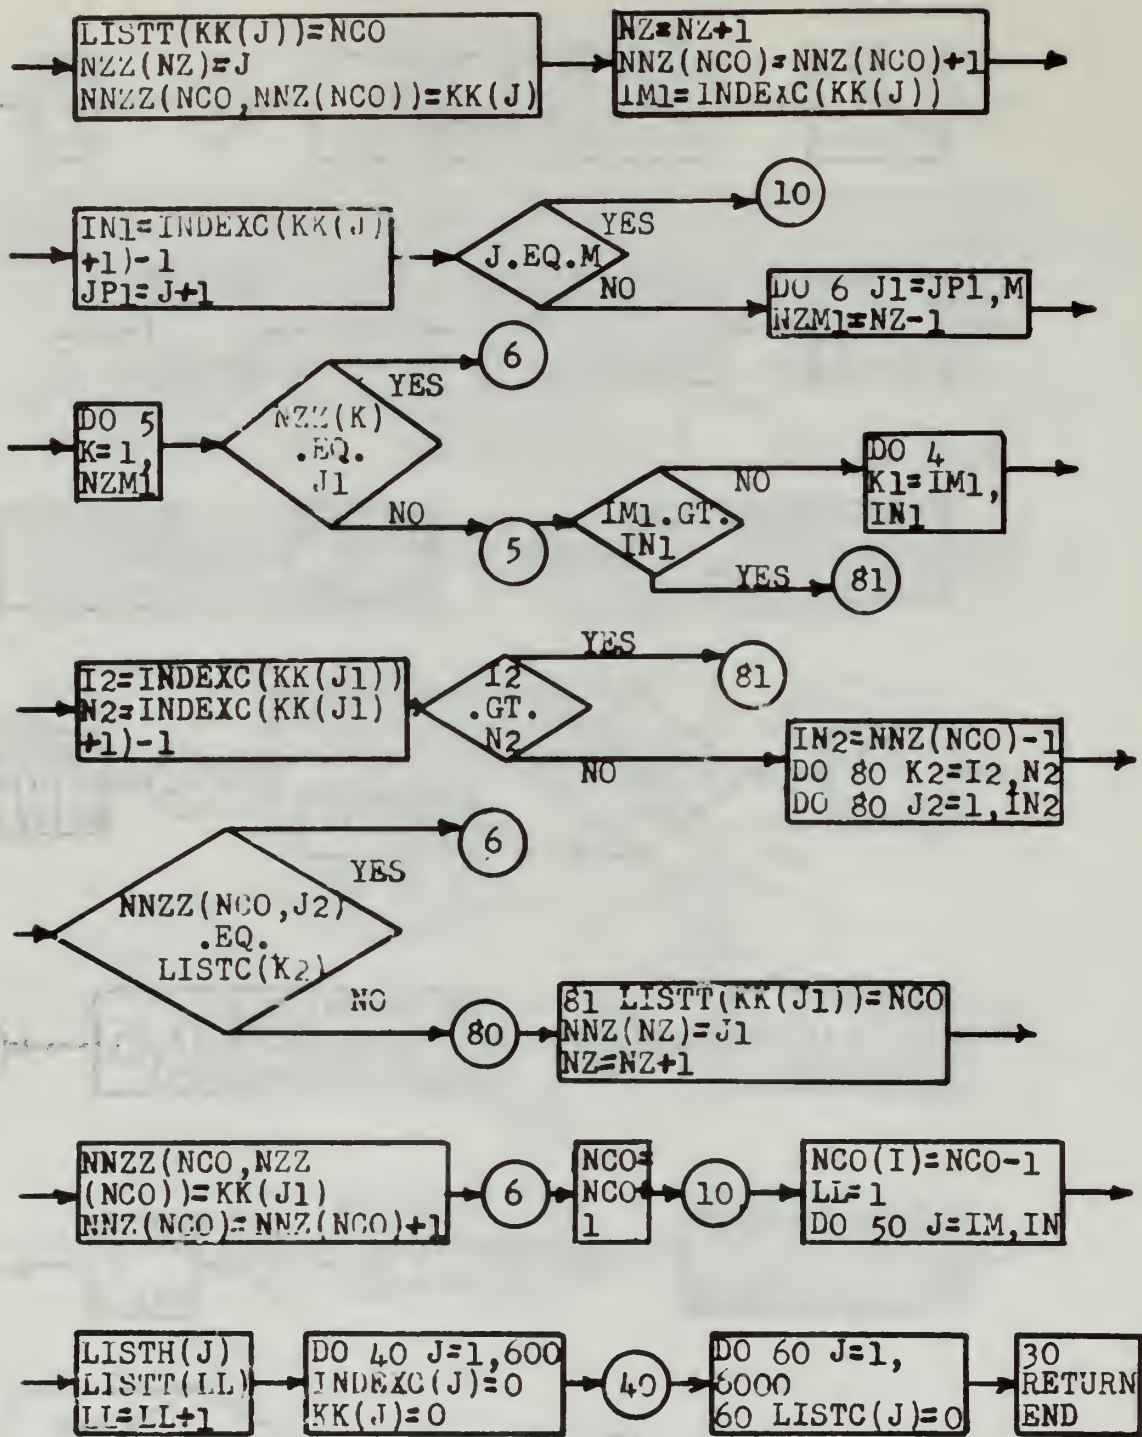 LISTT(KK(J))=NCO
NZZ(NZ)=J
NNZZ(NCO,NNZ(NCO))=KK(J)
NZ=NZ+1
NNZ(NCO)=NNZ(NCO)+1
IM1=INDEXC(KK(J))
IN1=INDEXC(KK(J)
+1)-1
JP1=J+1
J.EQ.M
YES
10
NO
DO 6 J1=JP1,M
NZM1=NZ-1
DO 5
K=1,
NZM1
NZZ(K)
.EQ.
J1
YES
6
NO
5
IM1.GT.
IN1
NO
DO 4
K1=IM1,
IN1
YES
81
I2=INDEXC(KK(J1))
N2=INDEXC(KK(J1)
+1)-1
I2
.GT.
N2
YES
81
NO
IN2=NNZ(NCO)-1
DO 80 K2=I2,N2
DO 80 J2=1,IN2
NNZZ(NCO,J2)
.EQ.
LISTC(K2)
YES
6
NO
80
81 LISTT(KK(J1))=NCO
NNZ(NZ)=J1
NZ=NZ+1
NNZZ(NCO,NZZ
(NCO))=KK(J1)
NNZ(NCO)=NNZ(NCO)+1
6
NCO=
NCO
1
10
NCO(I)=NCO-1
LL=1
DO 50 J=IM,IN
LISTH(J)
LISTT(LL)
LL=LL+1
DO 40 J=1,600
INDEXC(J)=0
KK(J)=0
40
DO 60 J=1,
6000
60 LISTC(J)=0
30
RETURN
END